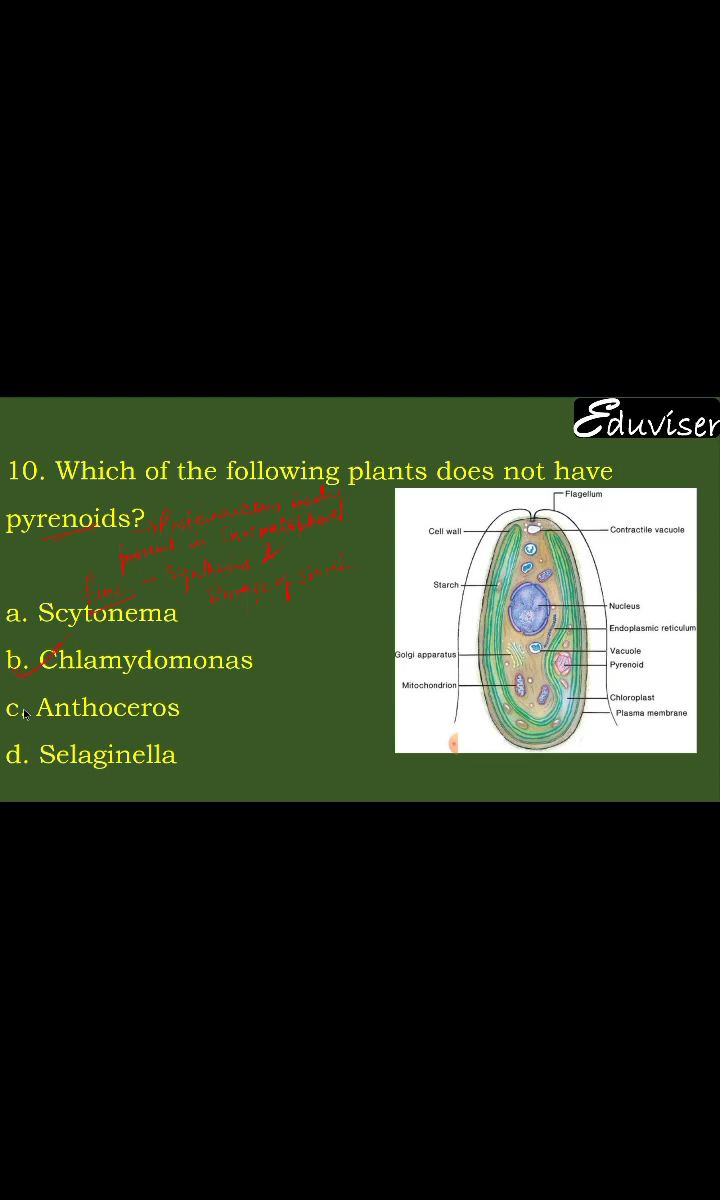 Eduviser
10. Which of the following plants does not have
pyrenoids?
Proteinaceous body
present in
func - Synthesis &
storage of starch
a. Scytonema
b. Chlamydomonas
c. Anthoceros
d. Selaginella
Flagellum
Cell wall
Contractile vacuole
Starch
Nucleus
Endoplasmic reticulum
Golgi apparatus
Vacuole
Pyrenoid
Mitochondrion
Chloroplast
Plasma membrane